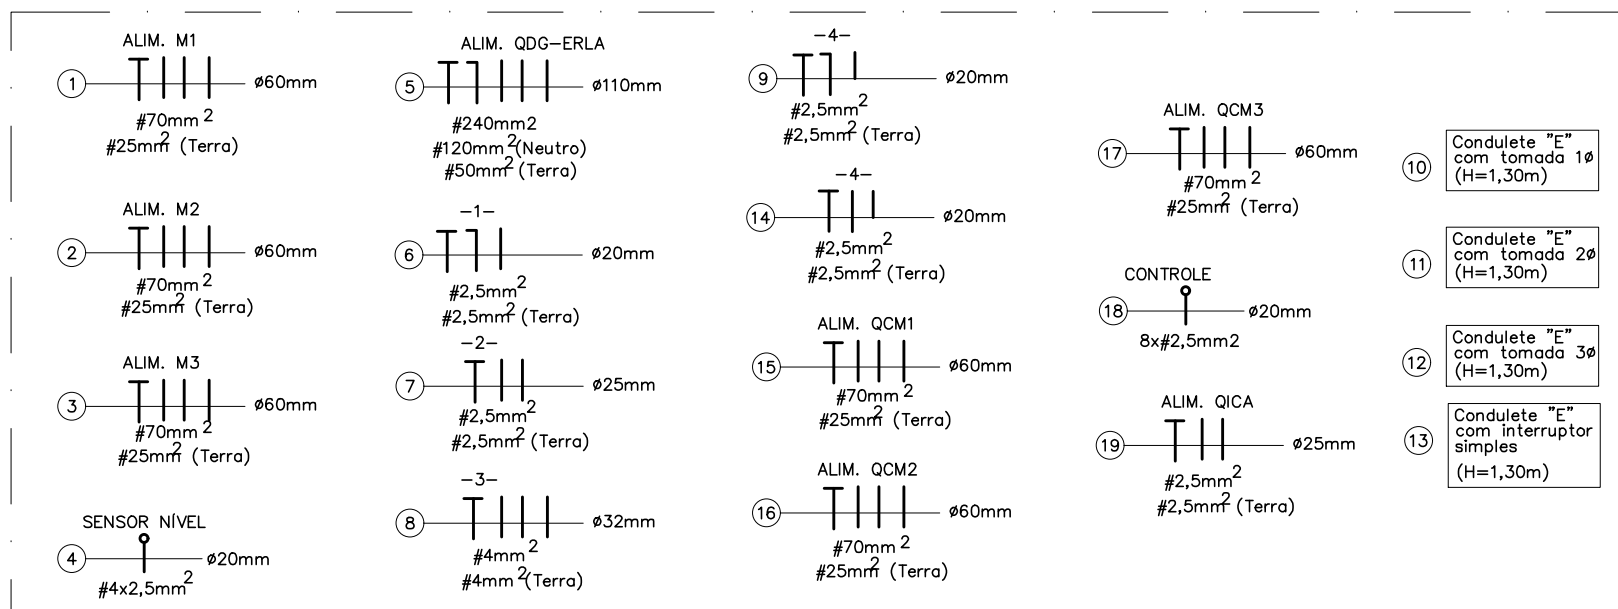 ALIM. M1
1
ø60mm
#70mm²
#25mm² (Terra)
ALIM. M2
2
ø60mm
#70mm²
#25mm² (Terra)
ALIM. M3
3
ø60mm
#70mm²
#25mm² (Terra)
SENSOR NÍVEL
4
ø20mm
#4x2,5mm²
ALIM. QDG-ERLA
5
ø110mm
#240mm2
#120mm² (Neutro)
#50mm² (Terra)
-1-
6
ø20mm
#2,5mm²
#2,5mm² (Terra)
-2-
7
ø25mm
#2,5mm²
#2,5mm² (Terra)
-3-
8
ø32mm
#4mm²
#4mm² (Terra)
-4-
9
ø20mm
#2,5mm²
#2,5mm² (Terra)
-4-
14
ø20mm
#2,5mm²
#2,5mm² (Terra)
ALIM. QCM1
15
ø60mm
#70mm²
#25mm² (Terra)
ALIM. QCM2
16
ø60mm
#70mm²
#25mm² (Terra)
ALIM. QCM3
17
ø60mm
#70mm²
#25mm² (Terra)
CONTROLE
18
ø20mm
8x#2,5mm2
ALIM. QICA
19
ø25mm
#2,5mm²
#2,5mm² (Terra)
10
Condulete "E"
com tomada 1ø
(H=1,30m)
11
Condulete "E"
com tomada 2ø
(H=1,30m)
12
Condulete "E"
com tomada 3ø
(H=1,30m)
13
Condulete "E"
com interruptor
simples
(H=1,30m)